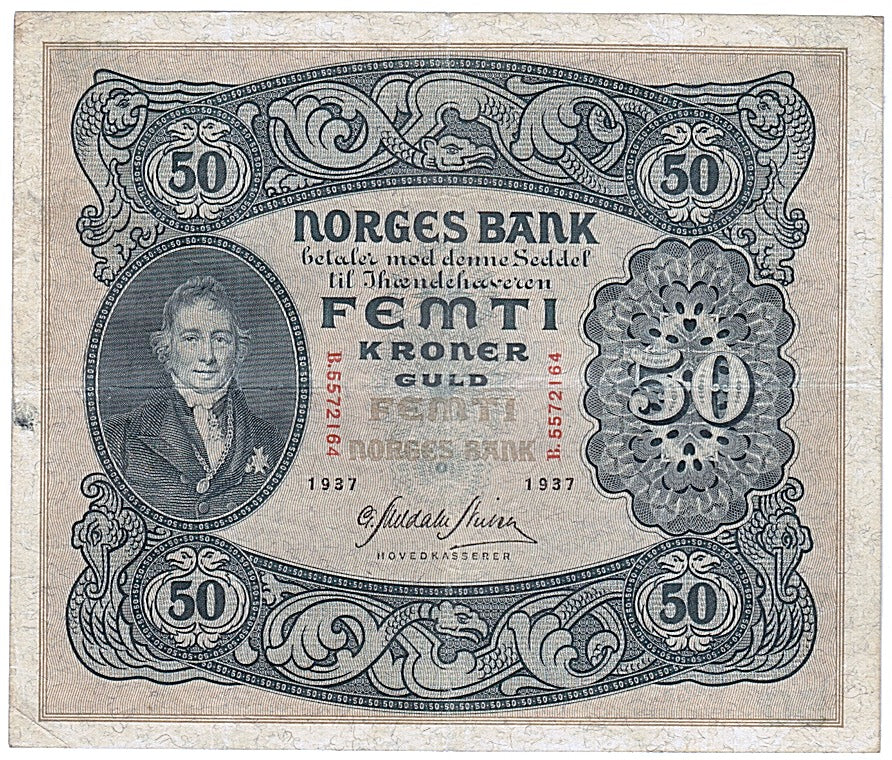 50
50
NORGES BANK
betaler mod denne Seddel
til Ihændehaveren
FEMTI
KRONER
GULD
B.5572164
B.5572164
50
FEMTI
NORGES BANK
1937
1937
HOVEDKASSERER
50
50